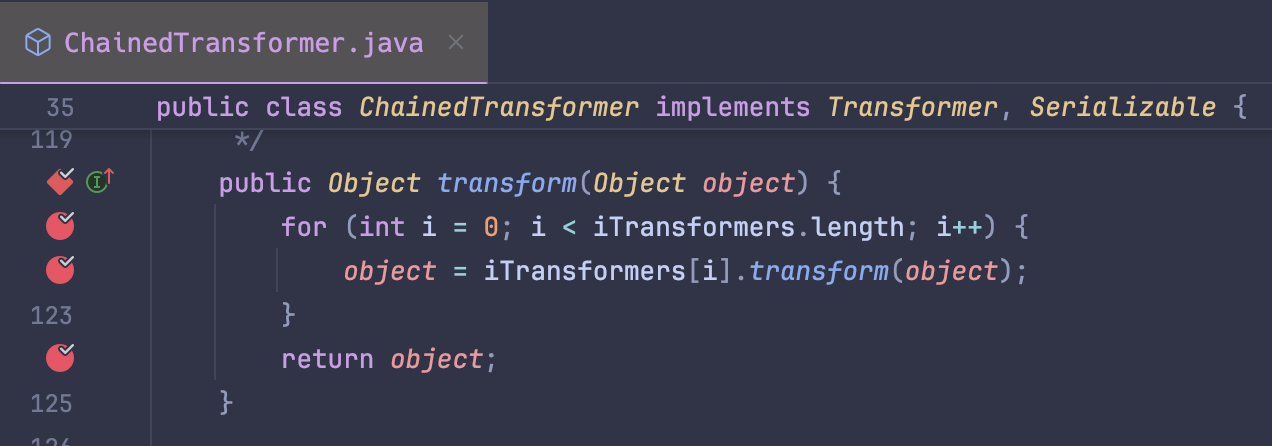 ChainedTransformer.java
35 public class ChainedTransformer implements Transformer, Serializable {
119 */
public Object transform(Object object) {
for (int i = 0; i < iTransformers.length; i++) {
object = iTransformers[i].transform(object);
123 }
return object;
125 }
126